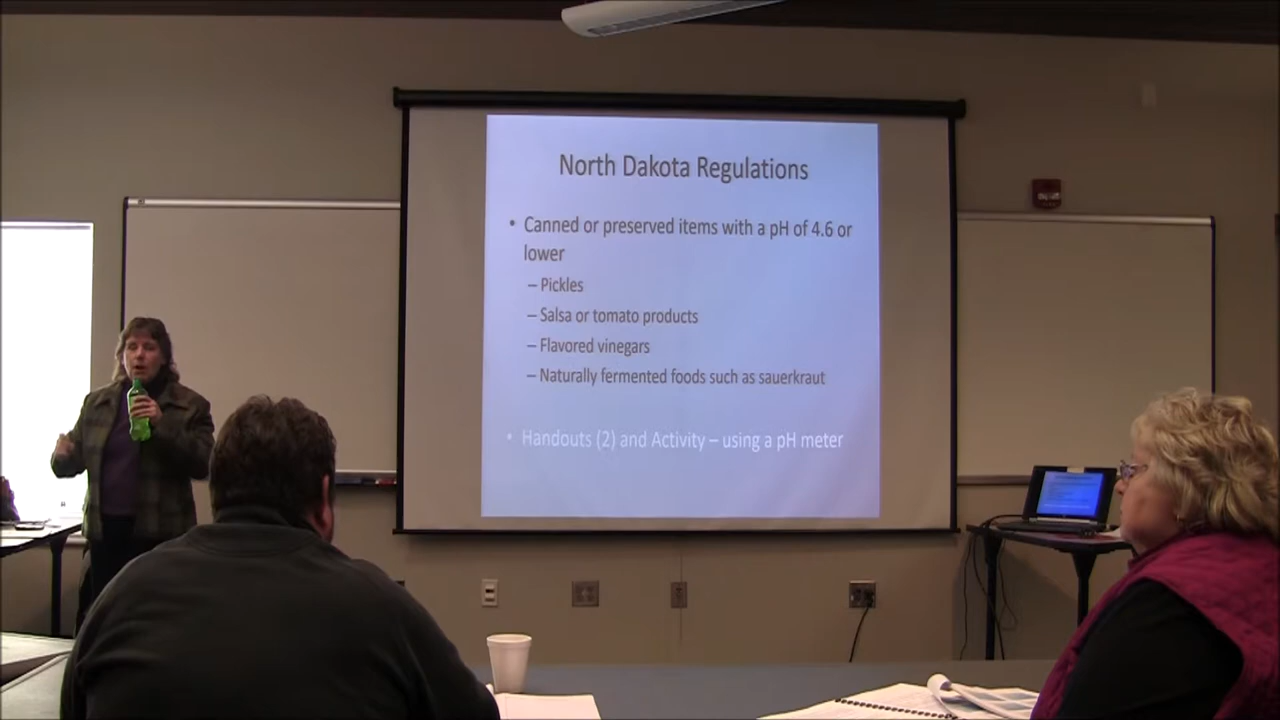 North Dakota Regulations
• Canned or preserved items with a pH of 4.6 or
lower
– Pickles
– Salsa or tomato products
– Flavored vinegars
– Naturally fermented foods such as sauerkraut
• Handouts (2) and Activity – using a pH meter